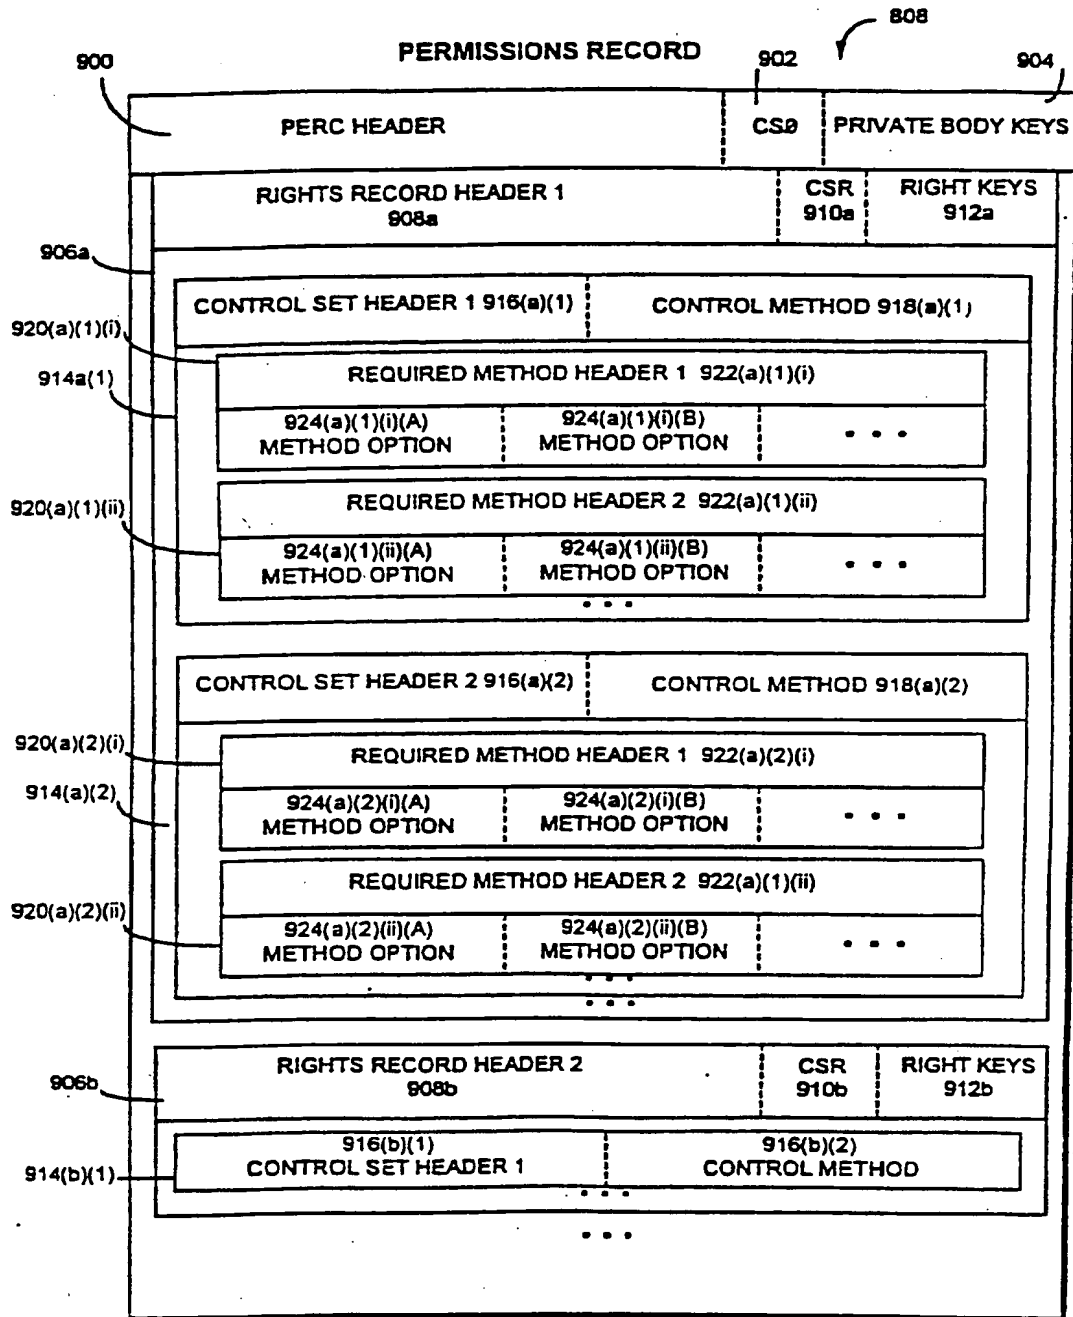 808
PERMISSIONS RECORD
900
902
904
PERC HEADER
CS0
PRIVATE BODY KEYS
RIGHTS RECORD HEADER 1
908a
CSR
910a
RIGHT KEYS
912a
906a
CONTROL SET HEADER 1 916(a)(1)
CONTROL METHOD 918(a)(1)
920(a)(1)(i)
REQUIRED METHOD HEADER 1 922(a)(1)(i)
914a(1)
924(a)(1)(i)(A)
METHOD OPTION
924(a)(1)(i)(B)
METHOD OPTION
• • •
REQUIRED METHOD HEADER 2 922(a)(1)(ii)
920(a)(1)(ii)
924(a)(1)(ii)(A)
METHOD OPTION
924(a)(1)(ii)(B)
METHOD OPTION
• • •
• • •
CONTROL SET HEADER 2 916(a)(2)
CONTROL METHOD 918(a)(2)
920(a)(2)(i)
REQUIRED METHOD HEADER 1 922(a)(2)(i)
914(a)(2)
924(a)(2)(i)(A)
METHOD OPTION
924(a)(2)(i)(B)
METHOD OPTION
• • •
REQUIRED METHOD HEADER 2 922(a)(1)(ii)
920(a)(2)(ii)
924(a)(2)(ii)(A)
METHOD OPTION
924(a)(2)(ii)(B)
METHOD OPTION
• • •
• • •
• • •
RIGHTS RECORD HEADER 2
908b
CSR
910b
RIGHT KEYS
912b
906b
916(b)(1)
CONTROL SET HEADER 1
916(b)(2)
CONTROL METHOD
914(b)(1)
• • •
• • •